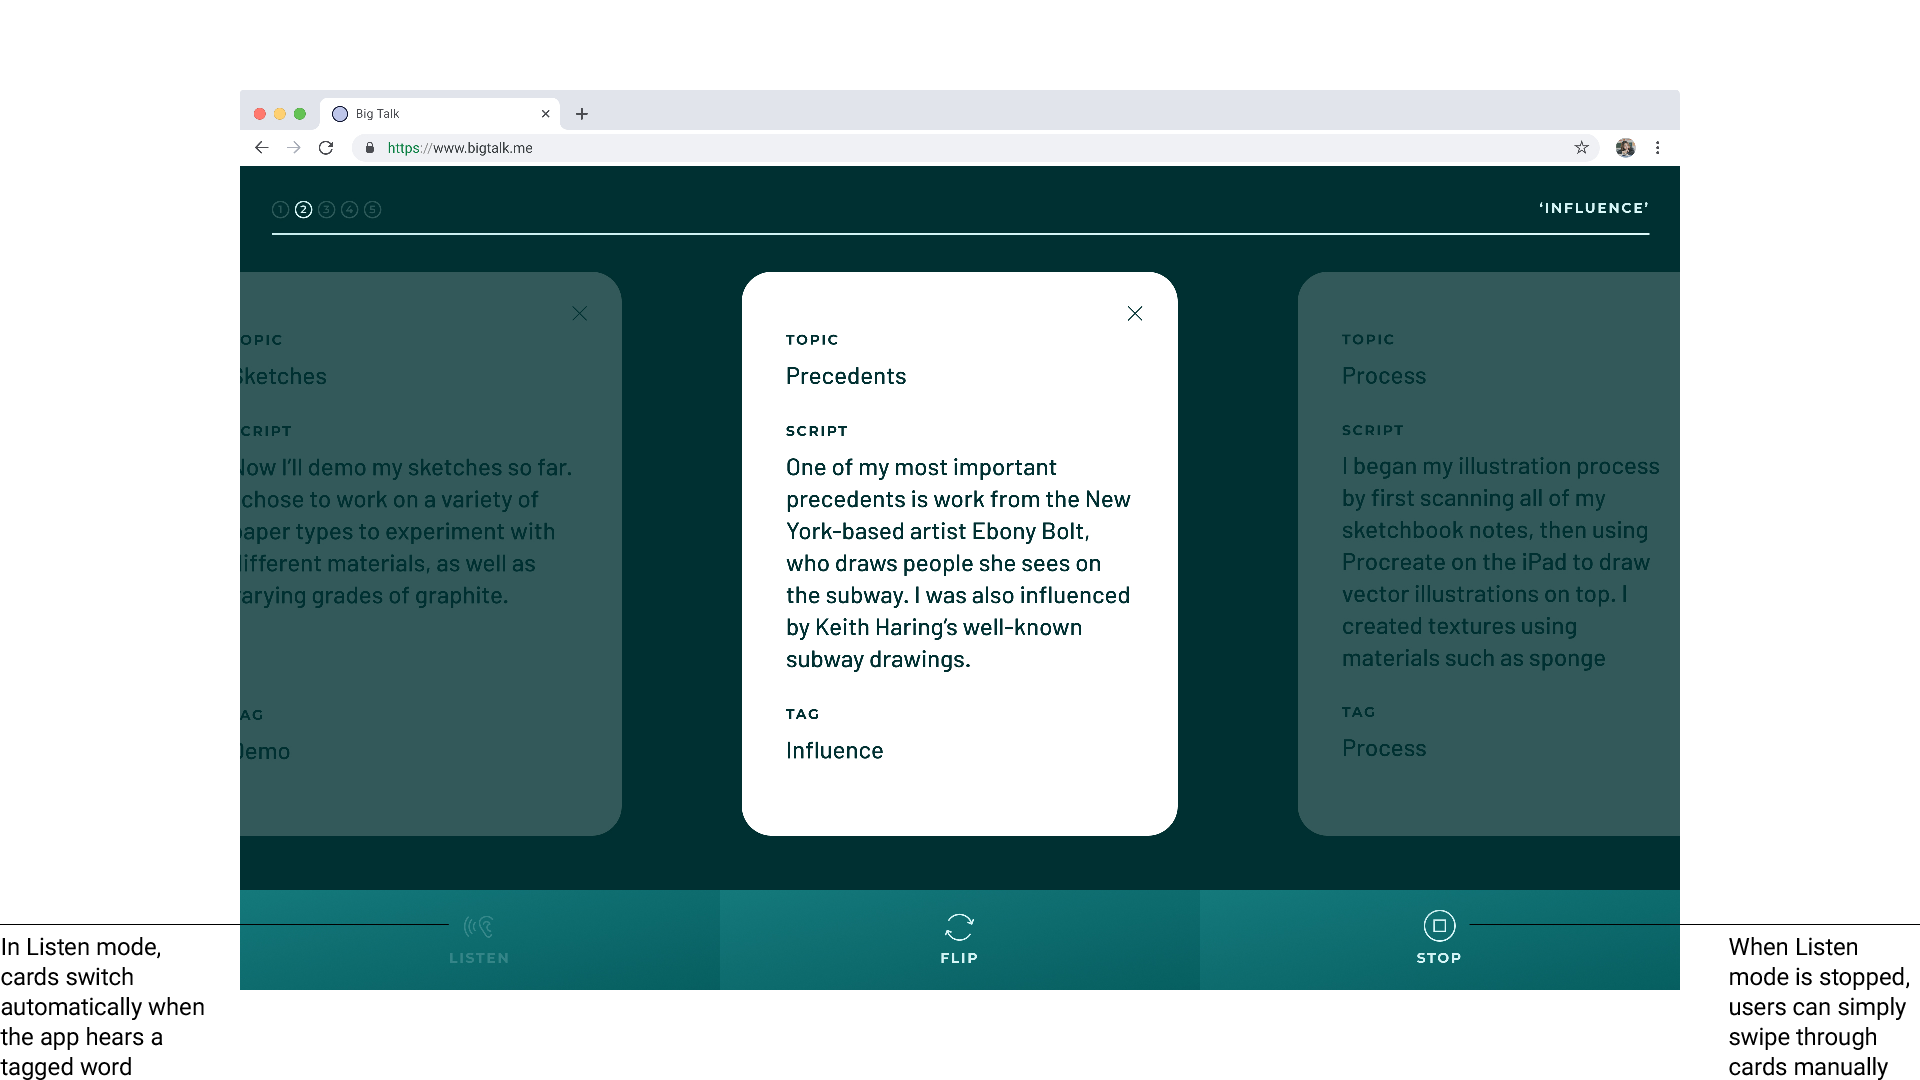 Big Talk
https://www.bigtalk.me
1 2 3 4 5
‘INFLUENCE’
OPIC
Sketches
CRIPT
Now I’ll demo my sketches so far.
chose to work on a variety of
paper types to experiment with
different materials, as well as
varying grades of graphite.
AG
Demo
TOPIC
Precedents
SCRIPT
One of my most important
precedents is work from the New
York-based artist Ebony Bolt,
who draws people she sees on
the subway. I was also influenced
by Keith Haring’s well-known
subway drawings.
TAG
Influence
TOPIC
Process
SCRIPT
I began my illustration process
by first scanning all of my
sketchbook notes, then using
Procreate on the iPad to draw
vector illustrations on top. I
created textures using
materials such as sponge
TAG
Process
LISTEN
FLIP
STOP
In Listen mode,
cards switch
automatically when
the app hears a
tagged word
When Listen
mode is stopped,
users can simply
swipe through
cards manually